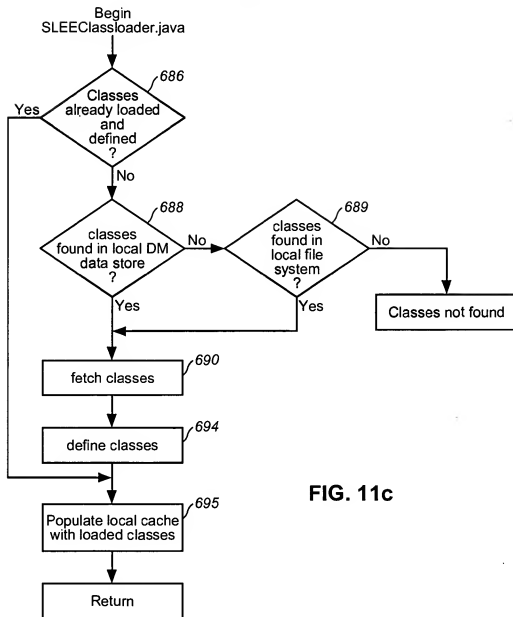 Begin
SLEEClassloader.java
686
Classes
already loaded
and
defined
?
Yes
No
688
classes
found in local DM
data store
?
No
Yes
689
classes
found in
local file
system
?
No
Yes
Classes not found
690
fetch classes
694
define classes
695
Populate local cache
with loaded classes
Return
FIG. 11c